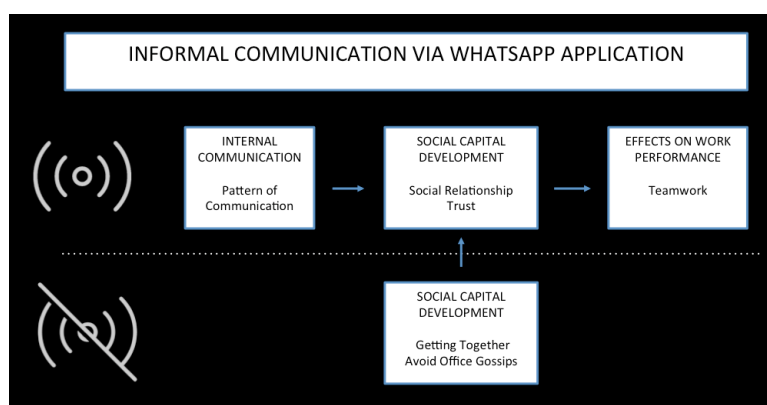 INFORMAL COMMUNICATION VIA WHATSAPP APPLICATION
INTERNAL
COMMUNICATION
Pattern of
Communication
SOCIAL CAPITAL
DEVELOPMENT
Social Relationship
Trust
EFFECTS ON WORK
PERFORMANCE
Teamwork
SOCIAL CAPITAL
DEVELOPMENT
Getting Together
Avoid Office Gossips